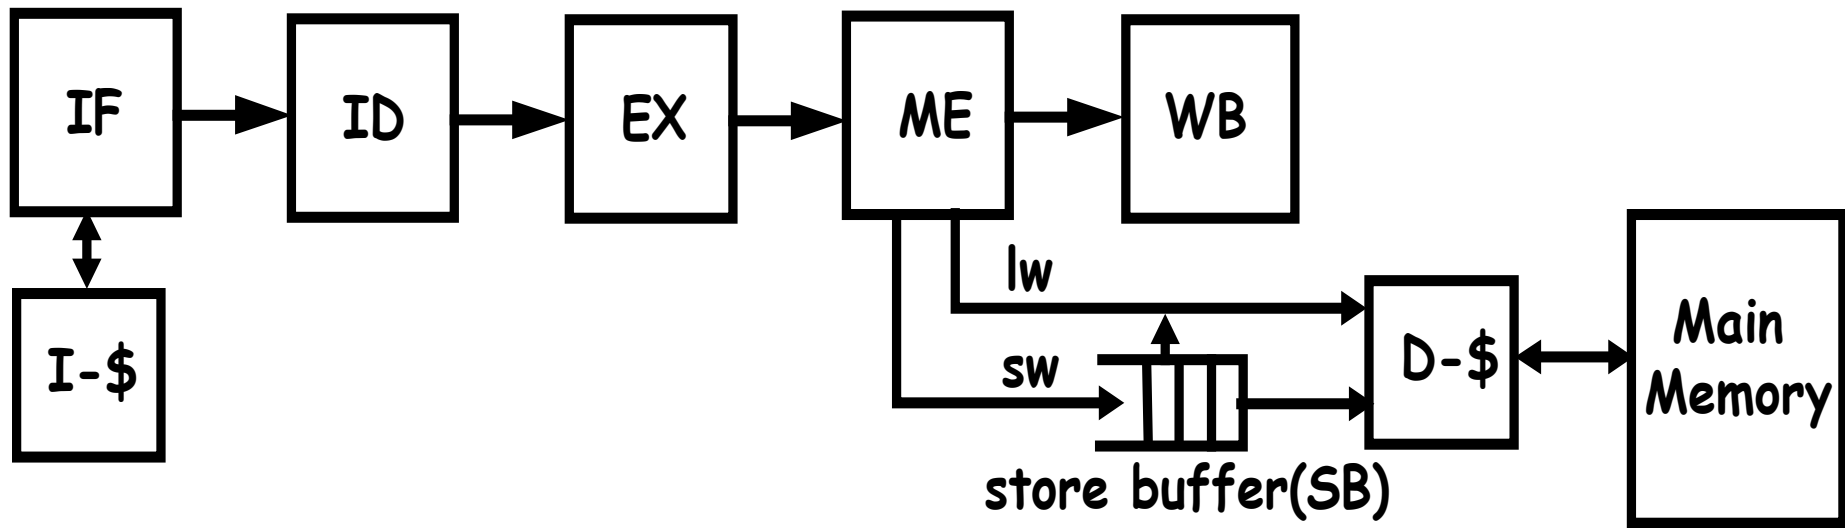 IF
ID
EX
ME
WB
I-$
lw
sw
D-$
Main
Memory
store buffer(SB)